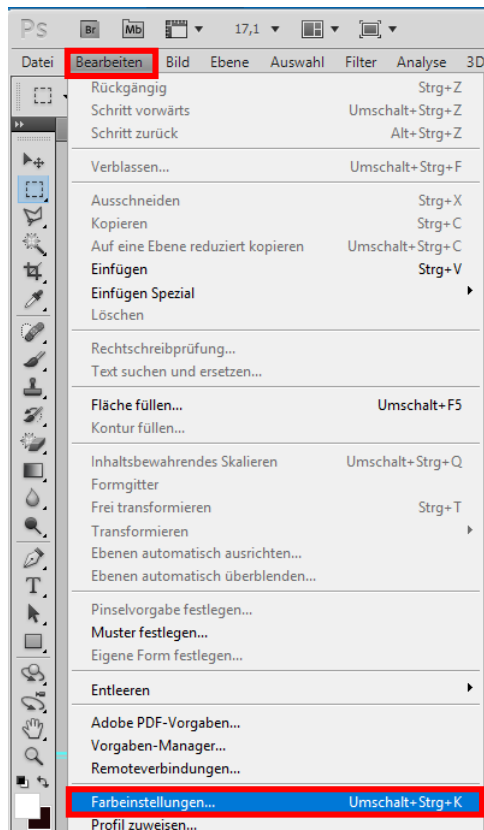 Ps Br Mb 17,1
Datei Bearbeiten Bild Ebene Auswahl Filter Analyse 3D
Rückgängig Strg+Z
Schritt vorwärts Umschalt+Strg+Z
Schritt zurück Alt+Strg+Z
Verblassen... Umschalt+Strg+F
Ausschneiden Strg+X
Kopieren Strg+C
Auf eine Ebene reduziert kopieren Umschalt+Strg+C
Einfügen Strg+V
Einfügen Spezial
Löschen
Rechtschreibprüfung...
Text suchen und ersetzen...
Fläche füllen... Umschalt+F5
Kontur füllen...
Inhaltsbewahrendes Skalieren Umschalt+Strg+Q
Formgitter
Frei transformieren Strg+T
Transformieren
Ebenen automatisch ausrichten...
Ebenen automatisch überblenden...
Pinselvorgabe festlegen...
Muster festlegen...
Eigene Form festlegen...
Entleeren
Adobe PDF-Vorgaben...
Vorgaben-Manager...
Remoteverbindungen...
Farbeinstellungen... Umschalt+Strg+K
Profil zuweisen...